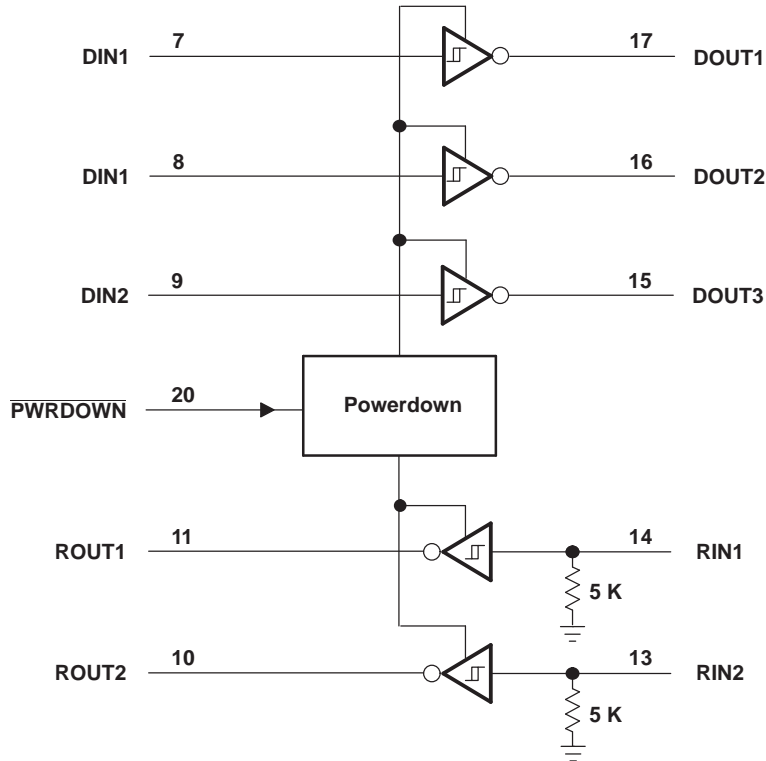 DIN1 7 17 DOUT1
DIN1 8 16 DOUT2
DIN2 9 15 DOUT3
PWRDOWN 20 Powerdown
ROUT1 11 14 RIN1
5 K
ROUT2 10 13 RIN2
5 K